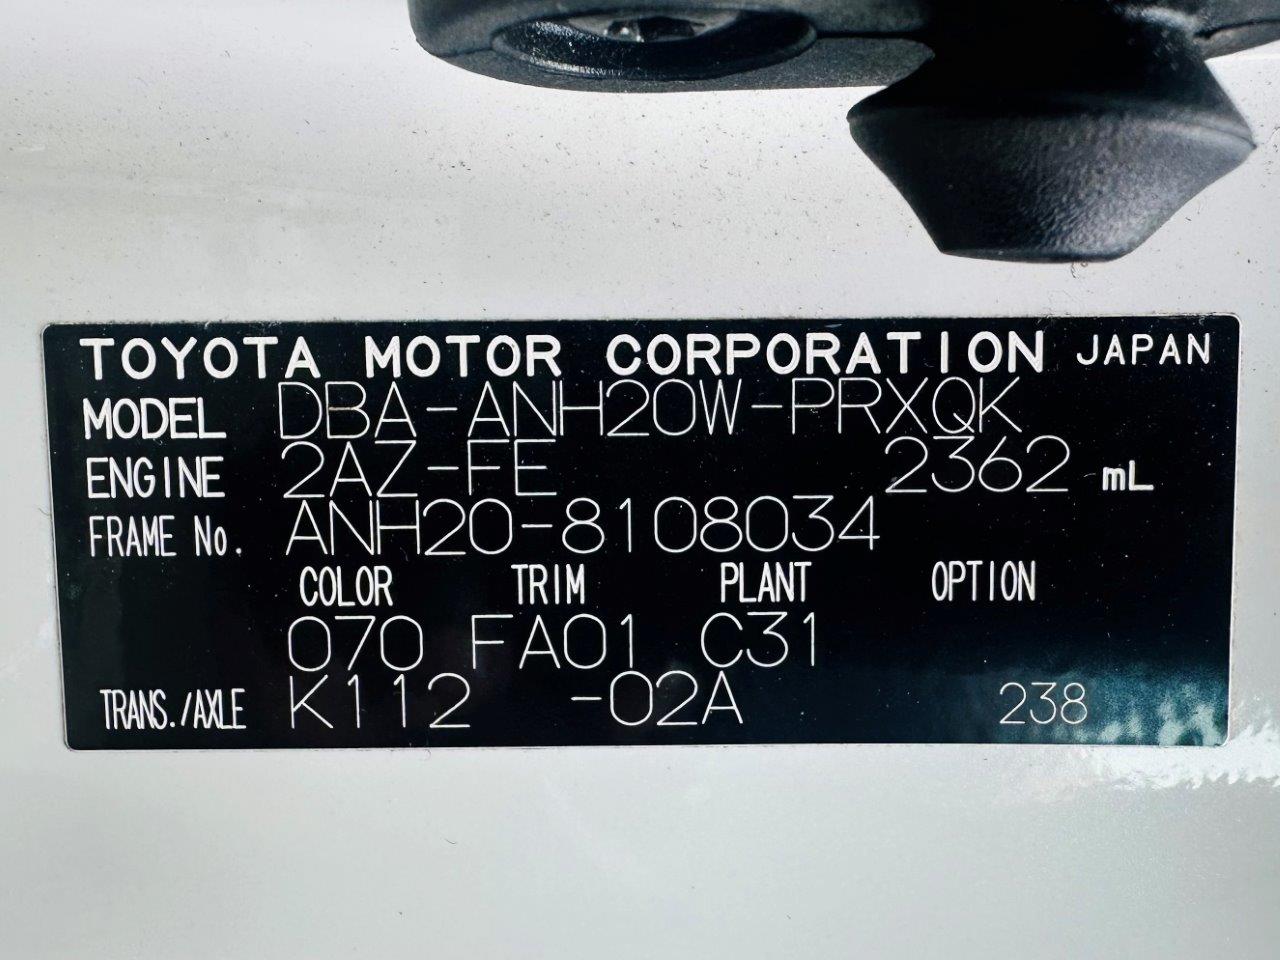 TOYOTA MOTOR CORPORATION JAPAN
MODEL DBA-ANH20W-PRXQK
ENGINE 2AZ-FE 2362 mL
FRAME No. ANH20-8108034
COLOR TRIM PLANT OPTION
070 FA01 C31
TRANS./AXLE K112 -02A 238